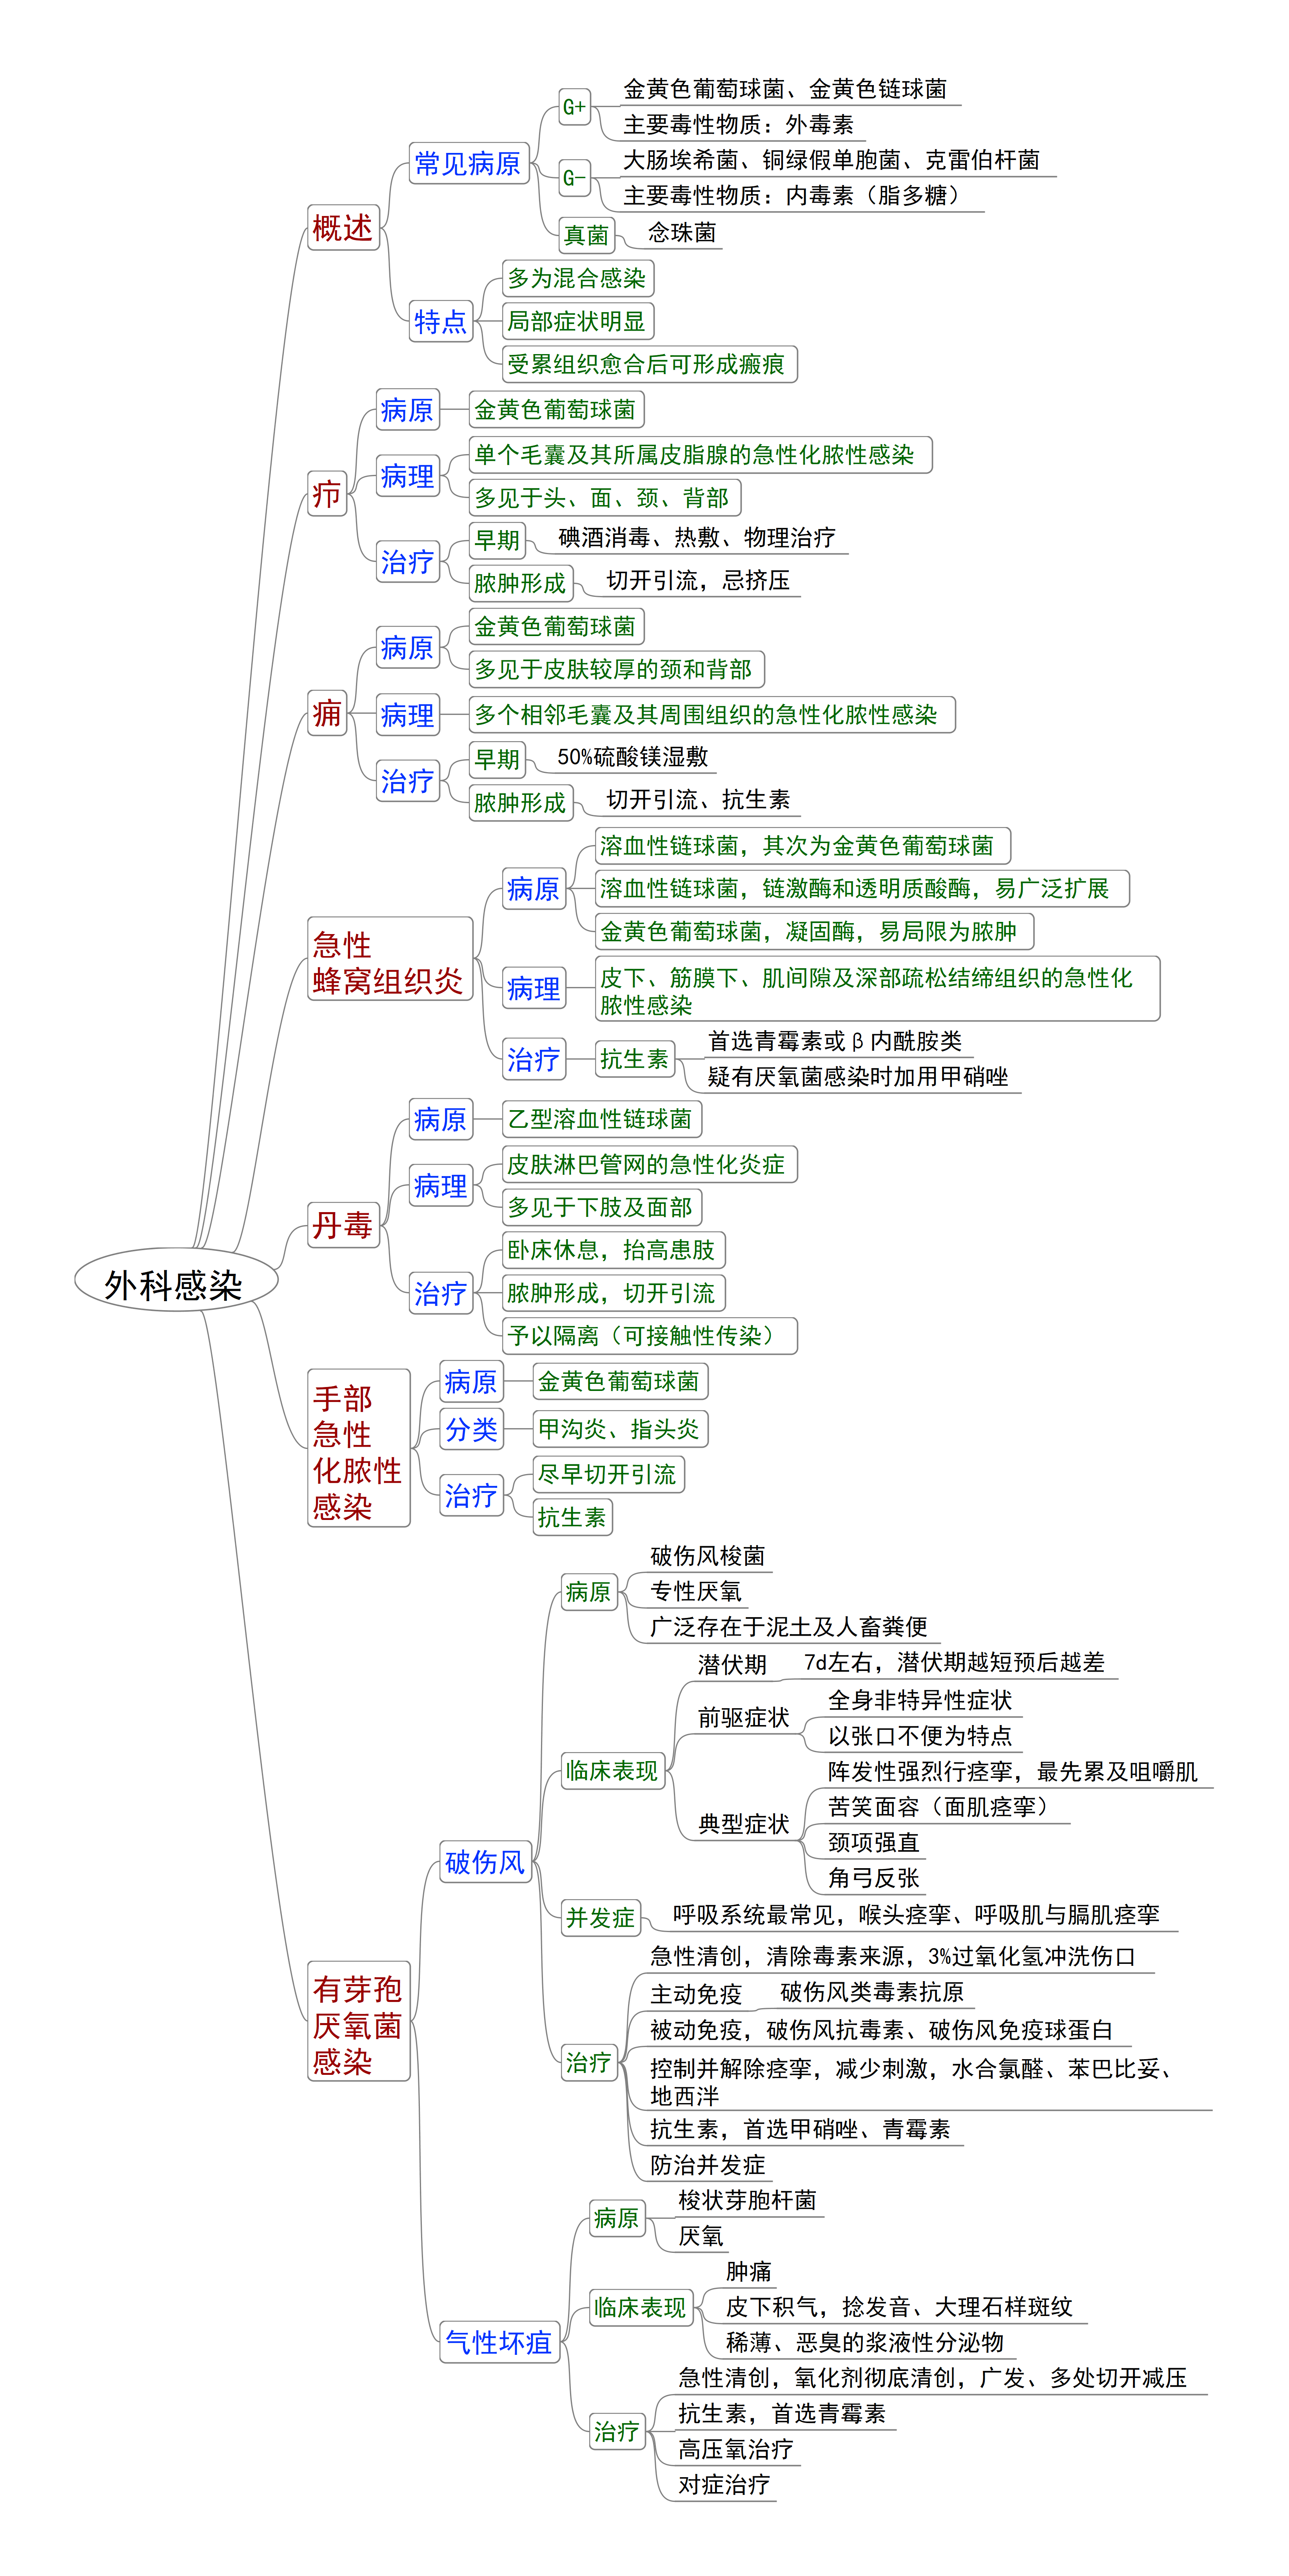 外科感染
概述
常见病原
G+
金黄色葡萄球菌、金黄色链球菌
主要毒性物质：外毒素
G-
大肠埃希菌、铜绿假单胞菌、克雷伯杆菌
主要毒性物质：内毒素（脂多糖）
真菌
念珠菌
特点
多为混合感染
局部症状明显
受累组织愈合后可形成瘢痕
疖
病原
金黄色葡萄球菌
病理
单个毛囊及其所属皮脂腺的急性化脓性感染
多见于头、面、颈、背部
治疗
早期
碘酒消毒、热敷、物理治疗
脓肿形成
切开引流，忌挤压
痈
病原
金黄色葡萄球菌
多见于皮肤较厚的颈和背部
病理
多个相邻毛囊及其周围组织的急性化脓性感染
治疗
早期
50%硫酸镁湿敷
脓肿形成
切开引流、抗生素
急性
蜂窝组织炎
病原
溶血性链球菌，其次为金黄色葡萄球菌
溶血性链球菌，链激酶和透明质酸酶，易广泛扩展
金黄色葡萄球菌，凝固酶，易局限为脓肿
病理
皮下、筋膜下、肌间隙及深部疏松结缔组织的急性化
脓性感染
治疗
抗生素
首选青霉素或β内酰胺类
疑有厌氧菌感染时加用甲硝唑
丹毒
病原
乙型溶血性链球菌
病理
皮肤淋巴管网的急性化炎症
多见于下肢及面部
治疗
卧床休息，抬高患肢
脓肿形成，切开引流
予以隔离（可接触性传染）
手部
急性
化脓性
感染
病原
金黄色葡萄球菌
分类
甲沟炎、指头炎
治疗
尽早切开引流
抗生素
有芽孢
厌氧菌
感染
破伤风
病原
破伤风梭菌
专性厌氧
广泛存在于泥土及人畜粪便
临床表现
潜伏期
7d左右，潜伏期越短预后越差
前驱症状
全身非特异性症状
以张口不便为特点
典型症状
阵发性强烈行痉挛，最先累及咀嚼肌
苦笑面容（面肌痉挛）
颈项强直
角弓反张
并发症
呼吸系统最常见，喉头痉挛、呼吸肌与膈肌痉挛
治疗
急性清创，清除毒素来源，3%过氧化氢冲洗伤口
主动免疫
破伤风类毒素抗原
被动免疫，破伤风抗毒素、破伤风免疫球蛋白
控制并解除痉挛，减少刺激，水合氯醛、苯巴比妥、
地西泮
抗生素，首选甲硝唑、青霉素
防治并发症
气性坏疽
病原
梭状芽胞杆菌
厌氧
临床表现
肿痛
皮下积气，捻发音、大理石样斑纹
稀薄、恶臭的浆液性分泌物
治疗
急性清创，氧化剂彻底清创，广发、多处切开减压
抗生素，首选青霉素
高压氧治疗
对症治疗